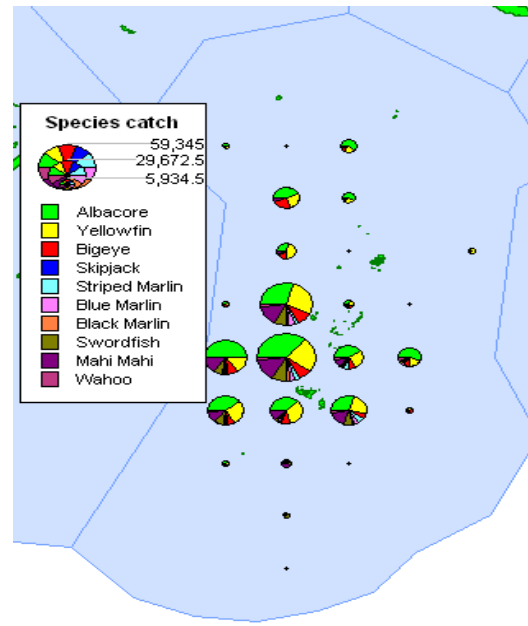 Species catch
59,345
29,672.5
5,934.5
Albacore
Yellowfin
Bigeye
Skipjack
Striped Marlin
Blue Marlin
Black Marlin
Swordfish
Mahi Mahi
Wahoo